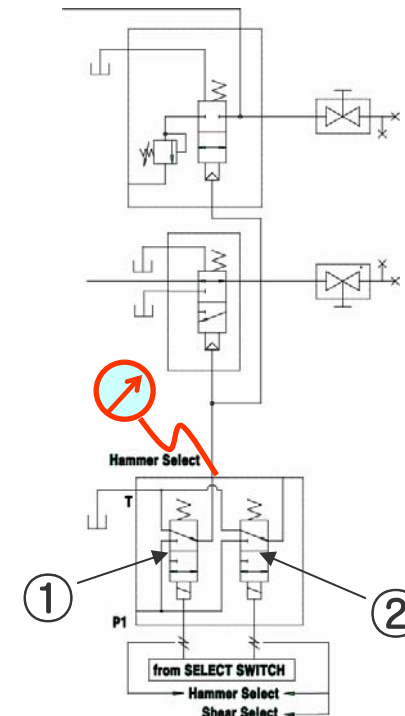 Hammer Select
T
①
②
P1
from SELECT SWITCH
Hammer Select
Shear Select